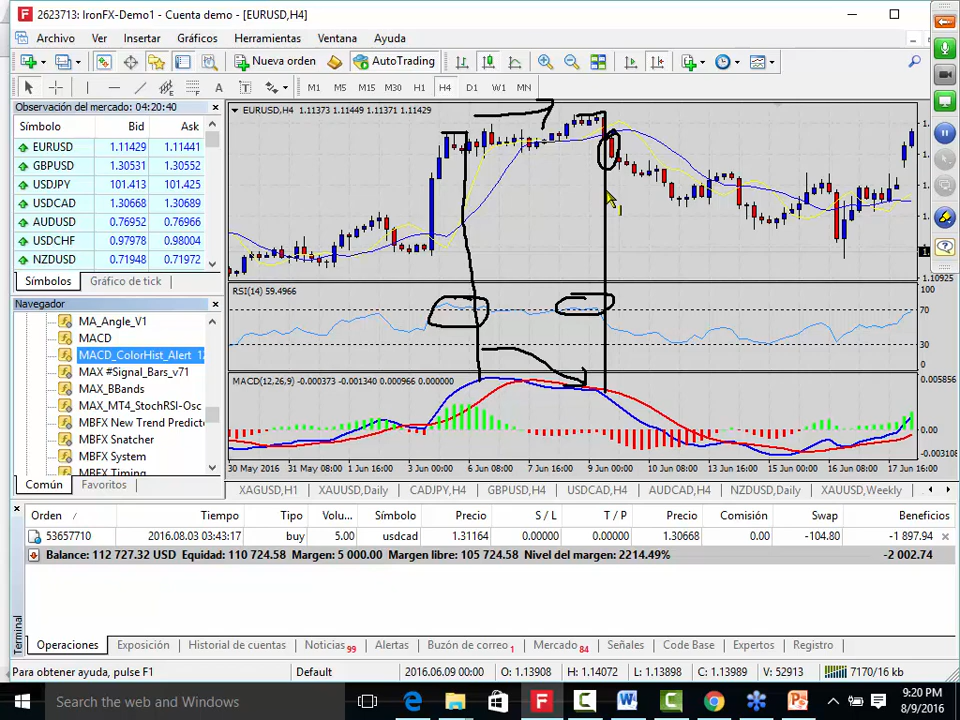 2623713: IronFX-Demo1 - Cuenta demo - [EURUSD,H4]
Archivo Ver Insertar Gráficos Herramientas Ventana Ayuda
Nueva orden AutoTrading
A T M1 M5 M15 M30 H1 H4 D1 W1 MN
Observación del mercado: 04:20:40
Símbolo Bid Ask
EURUSD 1.11429 1.11441
GBPUSD 1.30531 1.30552
USDJPY 101.413 101.425
USDCAD 1.30668 1.30689
AUDUSD 0.76952 0.76966
USDCHF 0.97978 0.98004
NZDUSD 0.71948 0.71972
Símbolos Gráfico de tick
Navegador
MA_Angle_V1
MACD
MACD_ColorHist_Alert
MAX #Signal_Bars_v71
MAX_BBands
MAX_MT4_StochRSI-Osc
MBFX New Trend Predict
MBFX Snatcher
MBFX System
MBFX Timing
Común Favoritos
EURUSD,H4 1.11373 1.11449 1.11371 1.11429
1.10925
RSI(14) 59.4966
100
70
30
0
MACD(12,26,9) -0.000373 -0.001340 0.000966 0.000000
0.005856
0.00
-0.003108
30 May 2016 31 May 08:00 1 Jun 16:00 3 Jun 00:00 6 Jun 08:00 7 Jun 16:00 9 Jun 00:00 10 Jun 08:00 13 Jun 16:00 15 Jun 00:00 16 Jun 08:00 17 Jun 16:00
XAGUSD,H1 XAUUSD,Daily CADJPY,H4 GBPUSD,H4 USDCAD,H4 AUDCAD,H4 NZDUSD,Daily XAUUSD,Weekly
Orden Tiempo Tipo Volu... Símbolo Precio S / L T / P Precio Comisión Swap Beneficios
53657710 2016.08.03 03:43:17 buy 5.00 usdcad 1.31164 0.00000 0.00000 1.30668 0.00 -104.80 -1 897.94
Balance: 112 727.32 USD Equidad: 110 724.58 Margen: 5 000.00 Margen libre: 105 724.58 Nivel del margen: 2214.49% -2 002.74
Terminal
Operaciones Exposición Historial de cuentas Noticias 99 Alertas Buzón de correo 1 Mercado 84 Señales Code Base Expertos Registro
Para obtener ayuda, pulse F1 Default 2016.06.09 00:00 O: 1.13908 H: 1.14072 L: 1.13898 C: 1.13989 V: 52913 7170/16 kb
Search the web and Windows
9:20 PM
8/9/2016